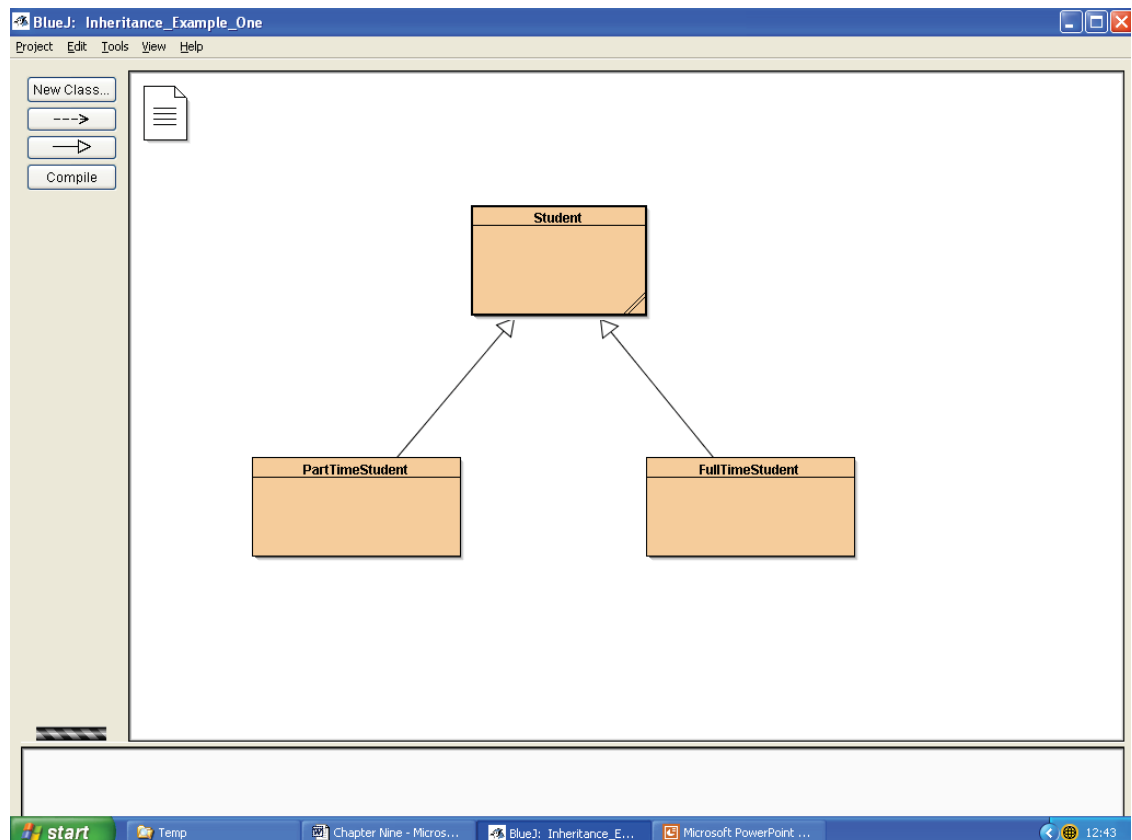 BlueJ: Inheritance_Example_One
Project Edit Tools View Help
New Class...
Compile
Student
PartTimeStudent
FullTimeStudent
start
Temp
Chapter Nine - Micros...
BlueJ: Inheritance_E...
Microsoft PowerPoint ...
12:43